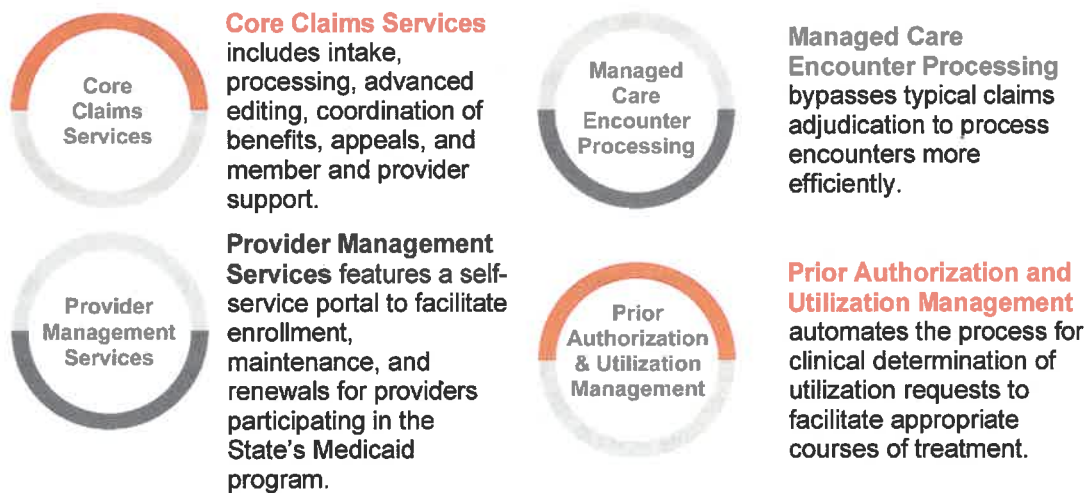 Core
Claims
Services
Core Claims Services
includes intake,
processing, advanced
editing, coordination of
benefits, appeals, and
member and provider
support.
Managed
Care
Encounter
Processing
Managed Care
Encounter Processing
bypasses typical claims
adjudication to process
encounters more
efficiently.
Provider
Management
Services
Provider Management
Services features a self-
service portal to facilitate
enrollment,
maintenance, and
renewals for providers
participating in the
State's Medicaid
program.
Prior
Authorization
& Utilization
Management
Prior Authorization and
Utilization Management
automates the process for
clinical determination of
utilization requests to
facilitate appropriate
courses of treatment.